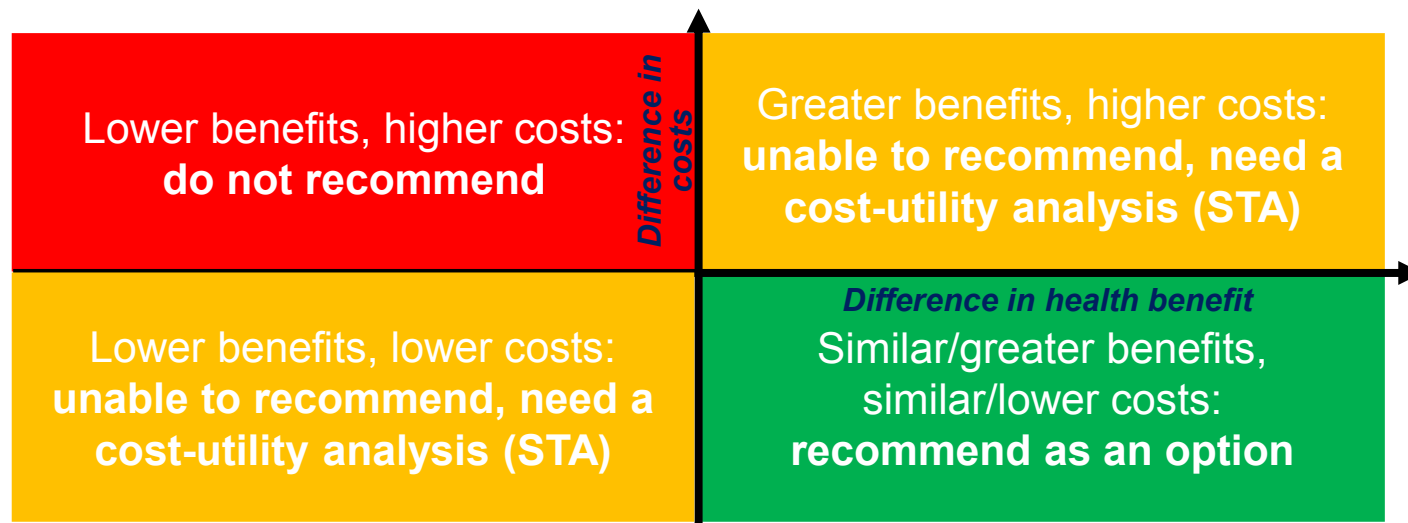 Lower benefits, higher costs:
do not recommend
Difference in
costs
Greater benefits, higher costs:
unable to recommend, need a
cost-utility analysis (STA)
Lower benefits, lower costs:
unable to recommend, need a
cost-utility analysis (STA)
Difference in health benefit
Similar/greater benefits,
similar/lower costs:
recommend as an option